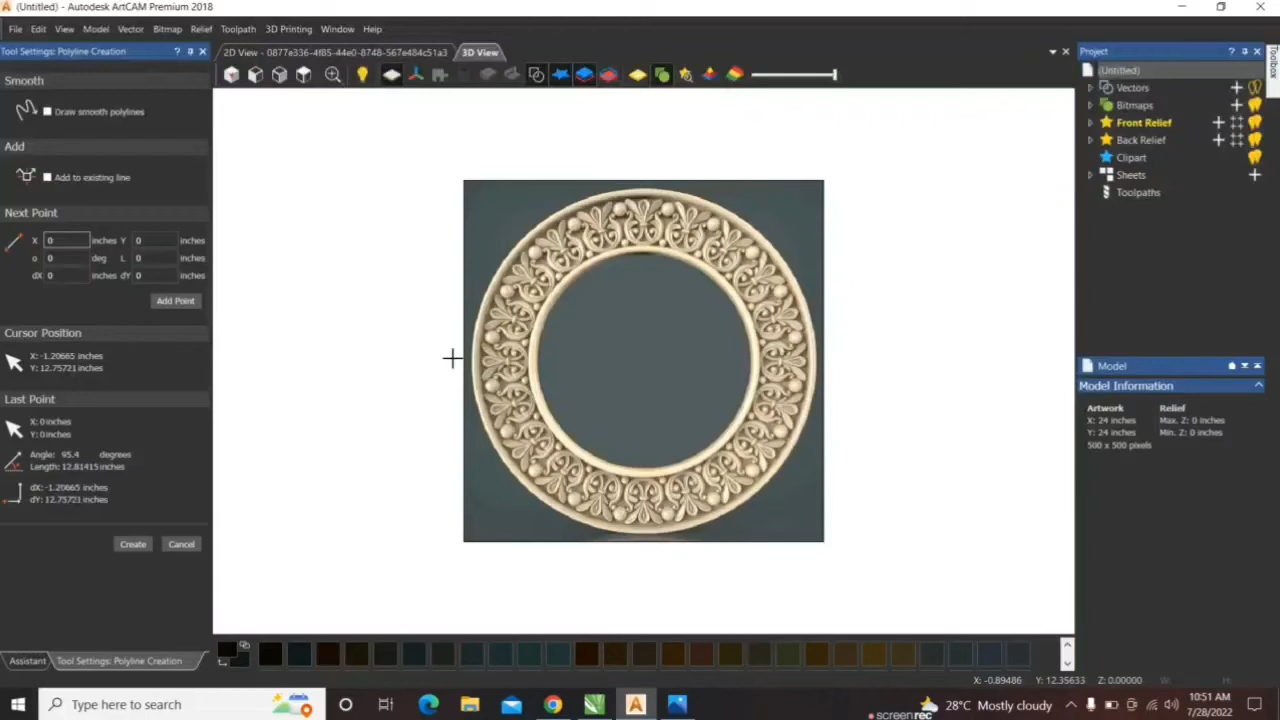 (Untitled) - Autodesk ArtCAM Premium 2018
File Edit View Model Vector Bitmap Relief Toolpath 3D Printing Window Help
Tool Settings: Polyline Creation
2D View - 0877e336-4f85-44e0-8748-567e484c51a3 3D View
Project
Toolbox
Smooth
Draw smooth polylines
Add
Add to existing line
Next Point
X 0 inches Y 0 inches
o 0 deg L 0 inches
dX 0 inches dY 0 inches
Add Point
Cursor Position
X: -1.20665 inches
Y: 12.75721 inches
Last Point
X: 0 inches
Y: 0 inches
Angle: 95.4 degrees
Length: 12.81415 inches
dX: -1.20665 inches
dY: 12.75721 inches
Create Cancel
Assistant Tool Settings: Polyline Creation
(Untitled)
Vectors
Bitmaps
Front Relief
Back Relief
Clipart
Sheets
Toolpaths
Model
Model Information
Artwork Relief
X: 24 inches Max. Z: 0 inches
Y: 24 inches Min. Z: 0 inches
500 x 500 pixels
X: -0.89486 Y: 12.35633 Z: 0.00000 W: H:
Type here to search
28°C Mostly cloudy
10:51 AM
7/28/2022
screenrec